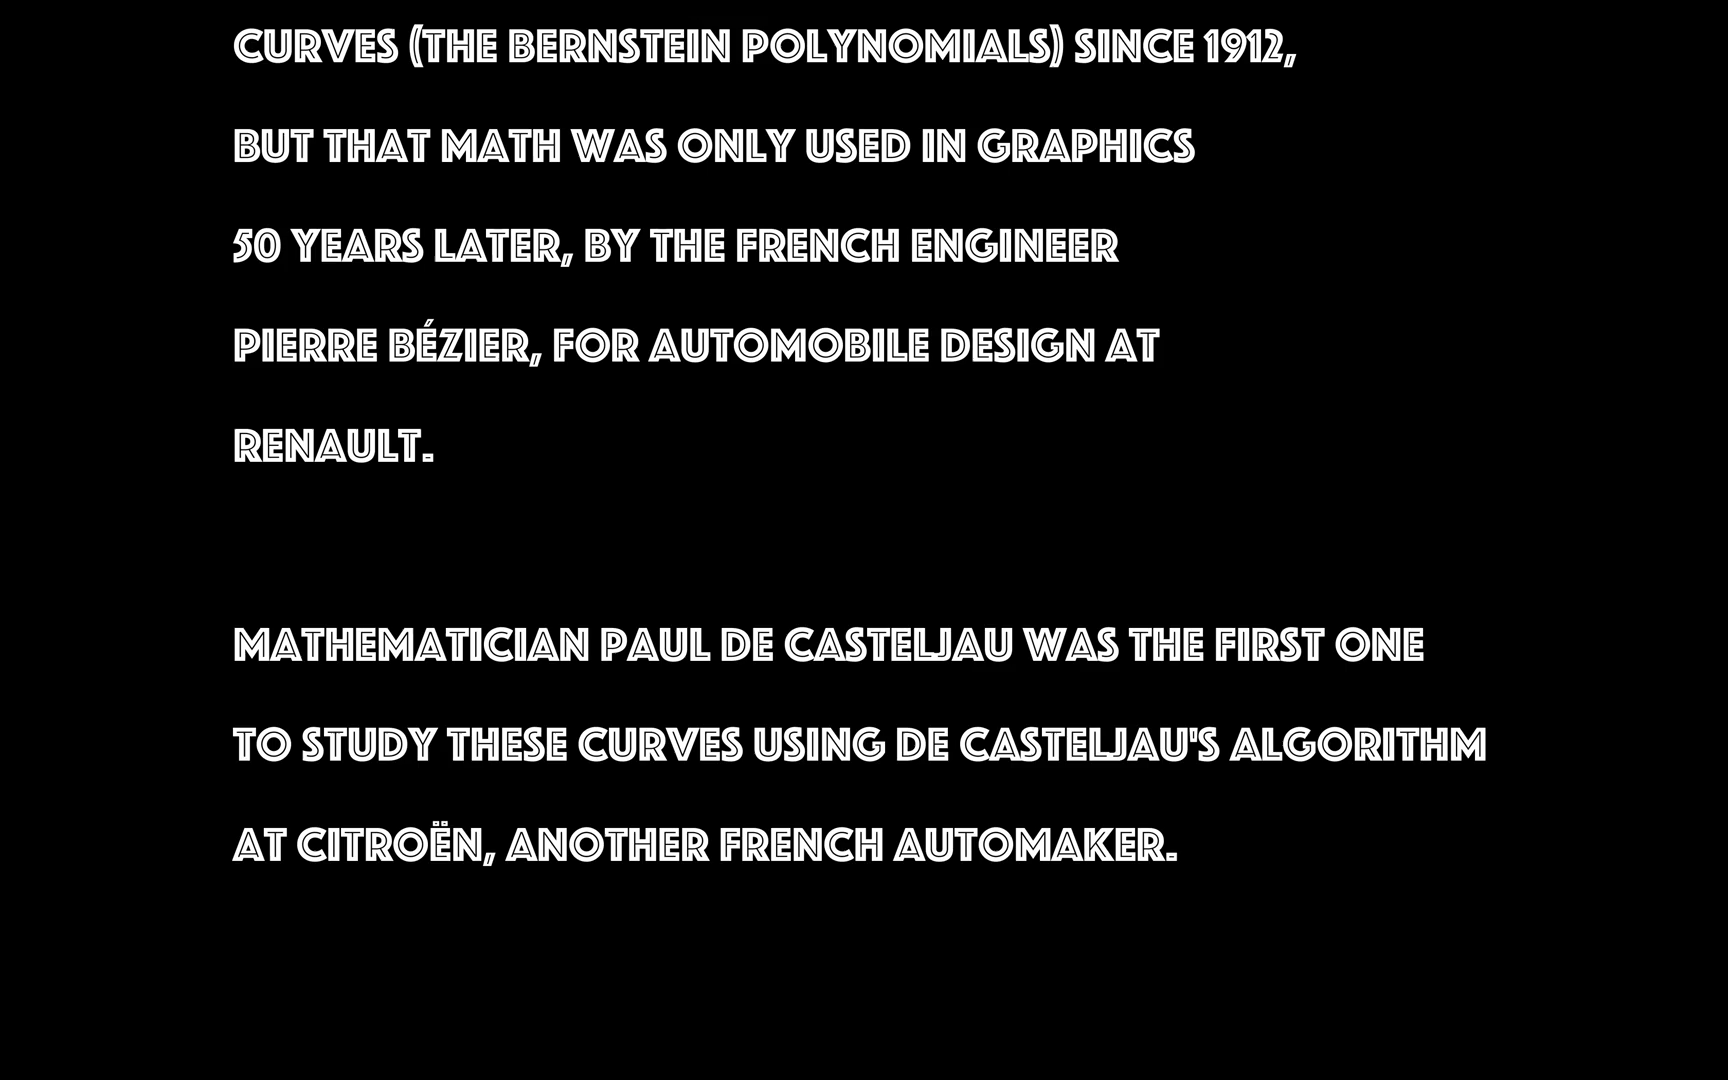 CURVES (THE BERNSTEIN POLYNOMIALS) SINCE 1912,
BUT THAT MATH WAS ONLY USED IN GRAPHICS
50 YEARS LATER, BY THE FRENCH ENGINEER
PIERRE BÉZIER, FOR AUTOMOBILE DESIGN AT
RENAULT.
MATHEMATICIAN PAUL DE CASTELJAU WAS THE FIRST ONE
TO STUDY THESE CURVES USING DE CASTELJAU'S ALGORITHM
AT CITROËN, ANOTHER FRENCH AUTOMAKER.